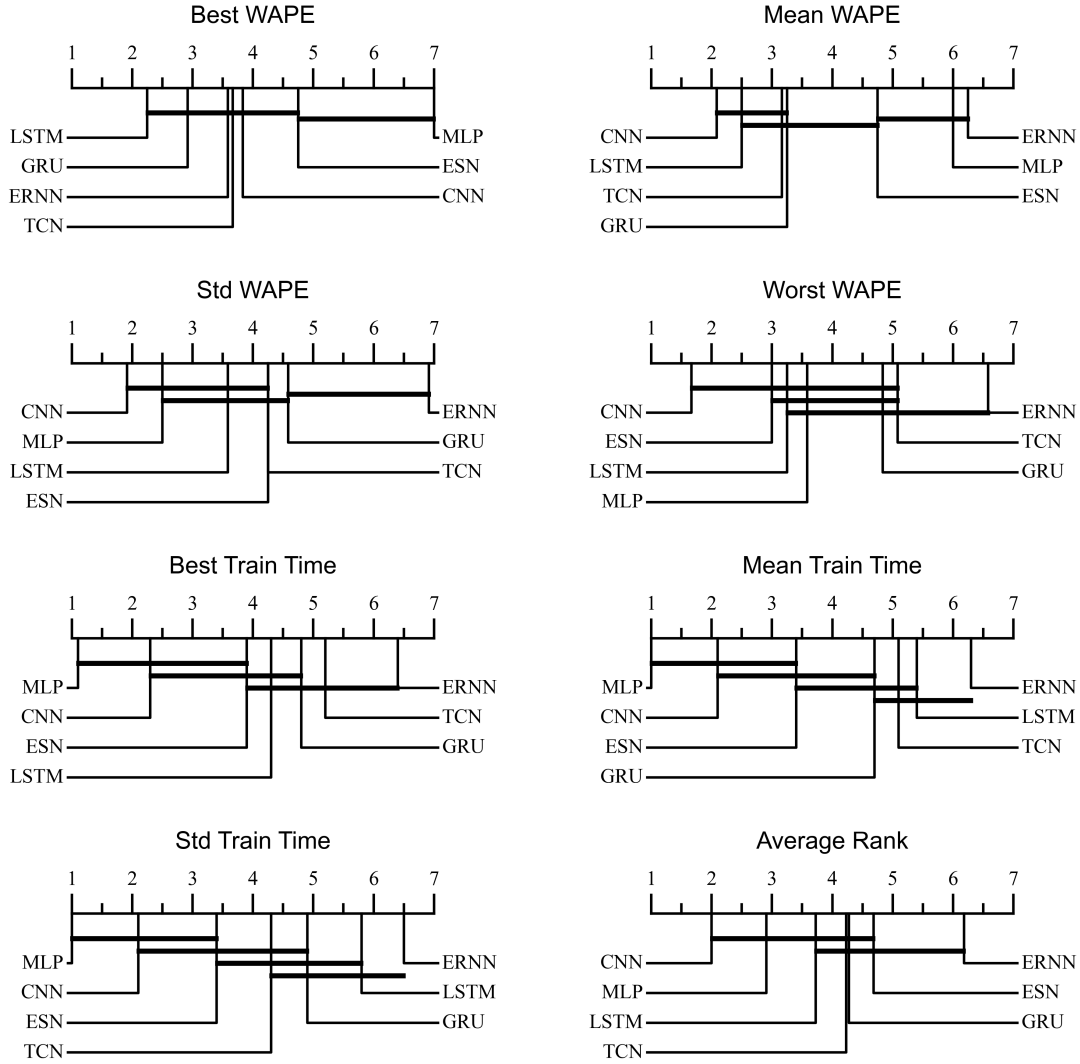 Best WAPE
1 2 3 4 5 6 7
LSTM MLP
GRU ESN
ERNN CNN
TCN
Mean WAPE
1 2 3 4 5 6 7
CNN ERNN
LSTM MLP
TCN ESN
GRU
Std WAPE
1 2 3 4 5 6 7
CNN ERNN
MLP GRU
LSTM TCN
ESN
Worst WAPE
1 2 3 4 5 6 7
CNN ERNN
ESN TCN
LSTM GRU
MLP
Best Train Time
1 2 3 4 5 6 7
MLP ERNN
CNN TCN
ESN GRU
LSTM
Mean Train Time
1 2 3 4 5 6 7
MLP ERNN
CNN LSTM
ESN TCN
GRU
Std Train Time
1 2 3 4 5 6 7
MLP ERNN
CNN LSTM
ESN GRU
TCN
Average Rank
1 2 3 4 5 6 7
CNN ERNN
MLP ESN
LSTM GRU
TCN